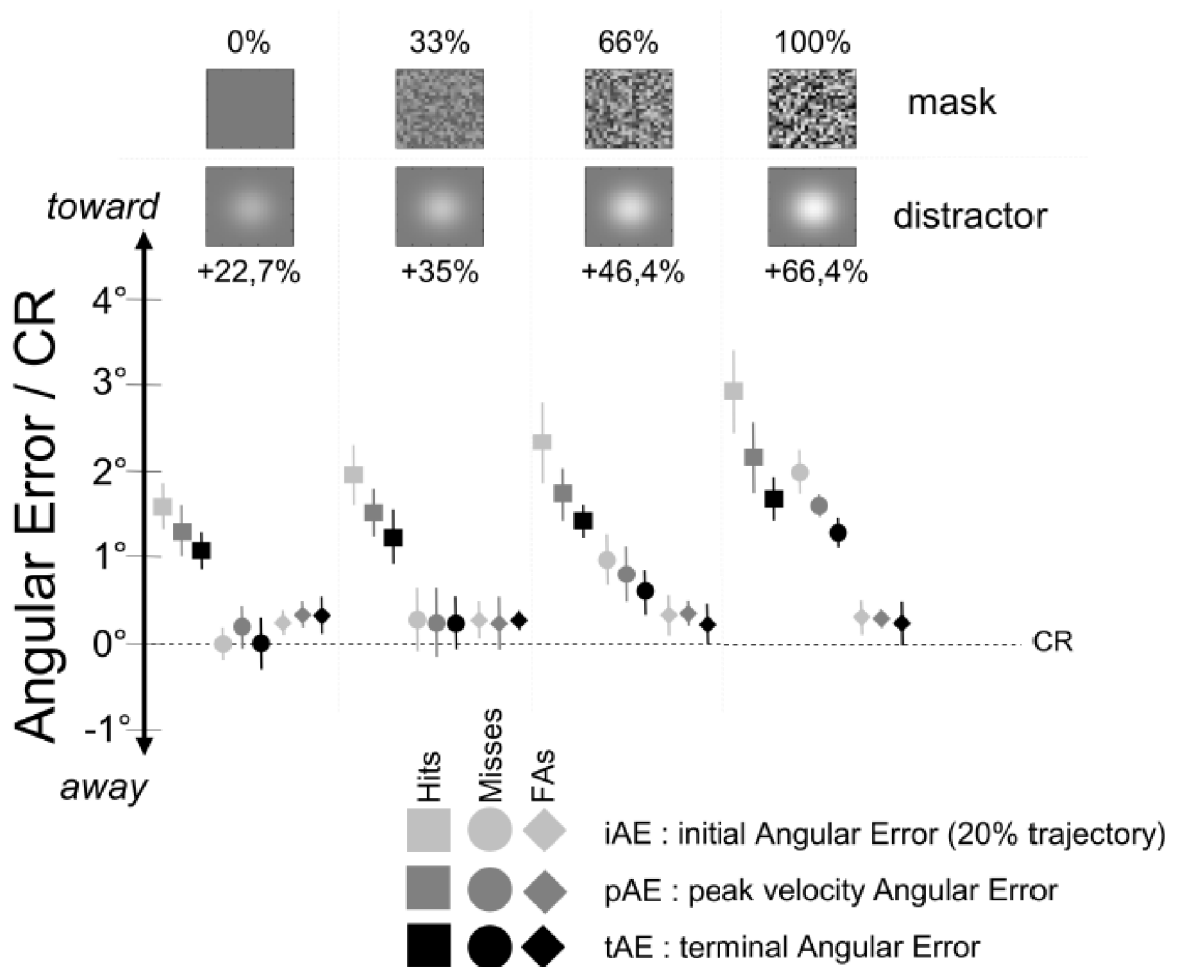 0% 33% 66% 100%
mask
toward
distractor
+22,7% +35% +46,4% +66,4%
Angular Error / CR
4°
3°
2°
1°
0°
CR
-1°
away
Hits Misses FAs
iAE : initial Angular Error (20% trajectory)
pAE : peak velocity Angular Error
tAE : terminal Angular Error